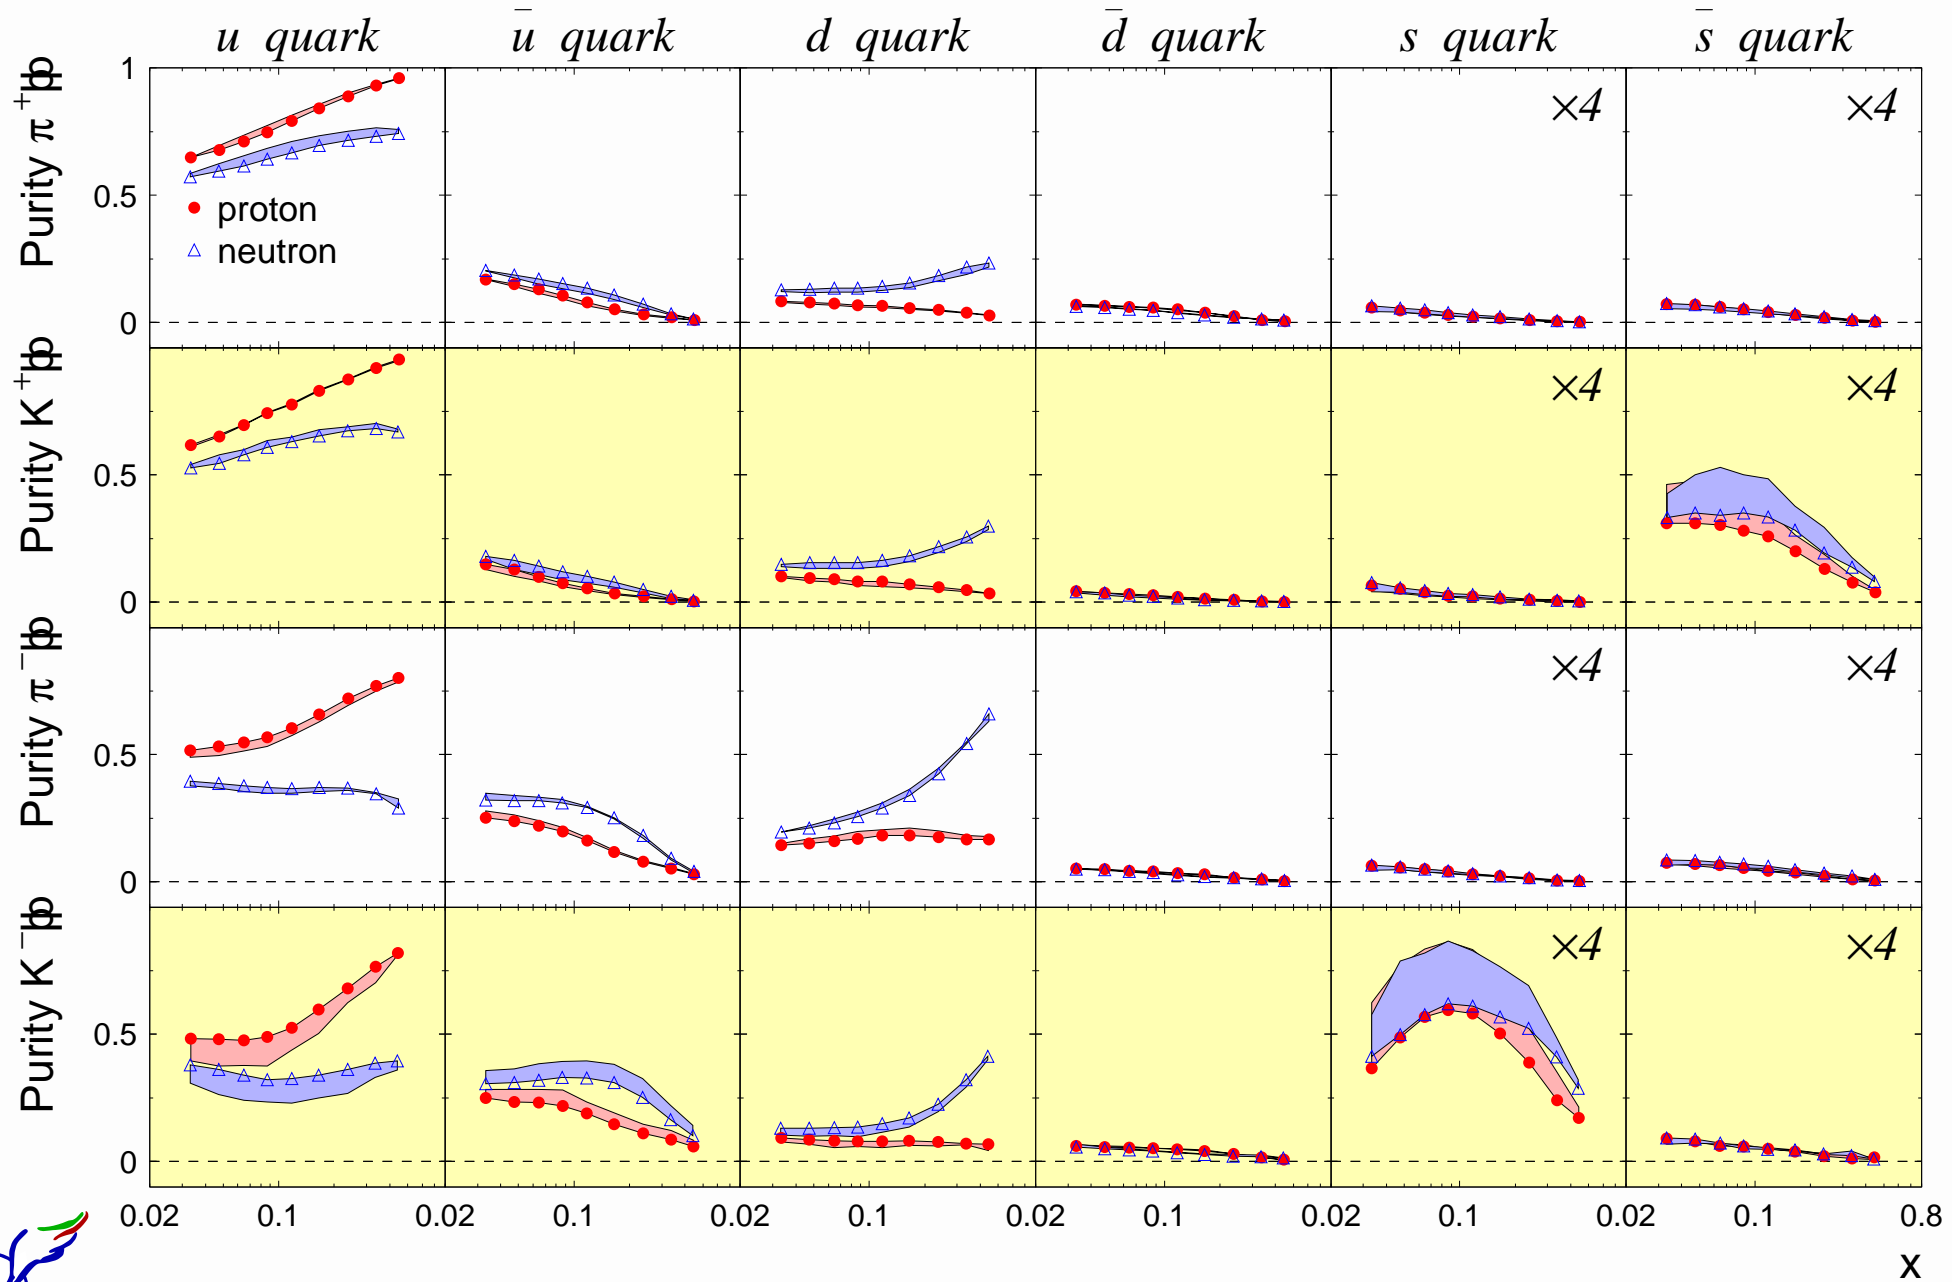 u quark ū quark d quark d̄ quark s quark s̄ quark
Purity π⁺
1
0.5
0
proton
neutron
×4 ×4
Purity K⁺
0.5
0
×4 ×4
Purity π⁻
0.5
0
×4 ×4
Purity K⁻
0.5
0
×4 ×4
0.02 0.1 0.02 0.1 0.02 0.1 0.02 0.1 0.02 0.1 0.02 0.1 0.8
x